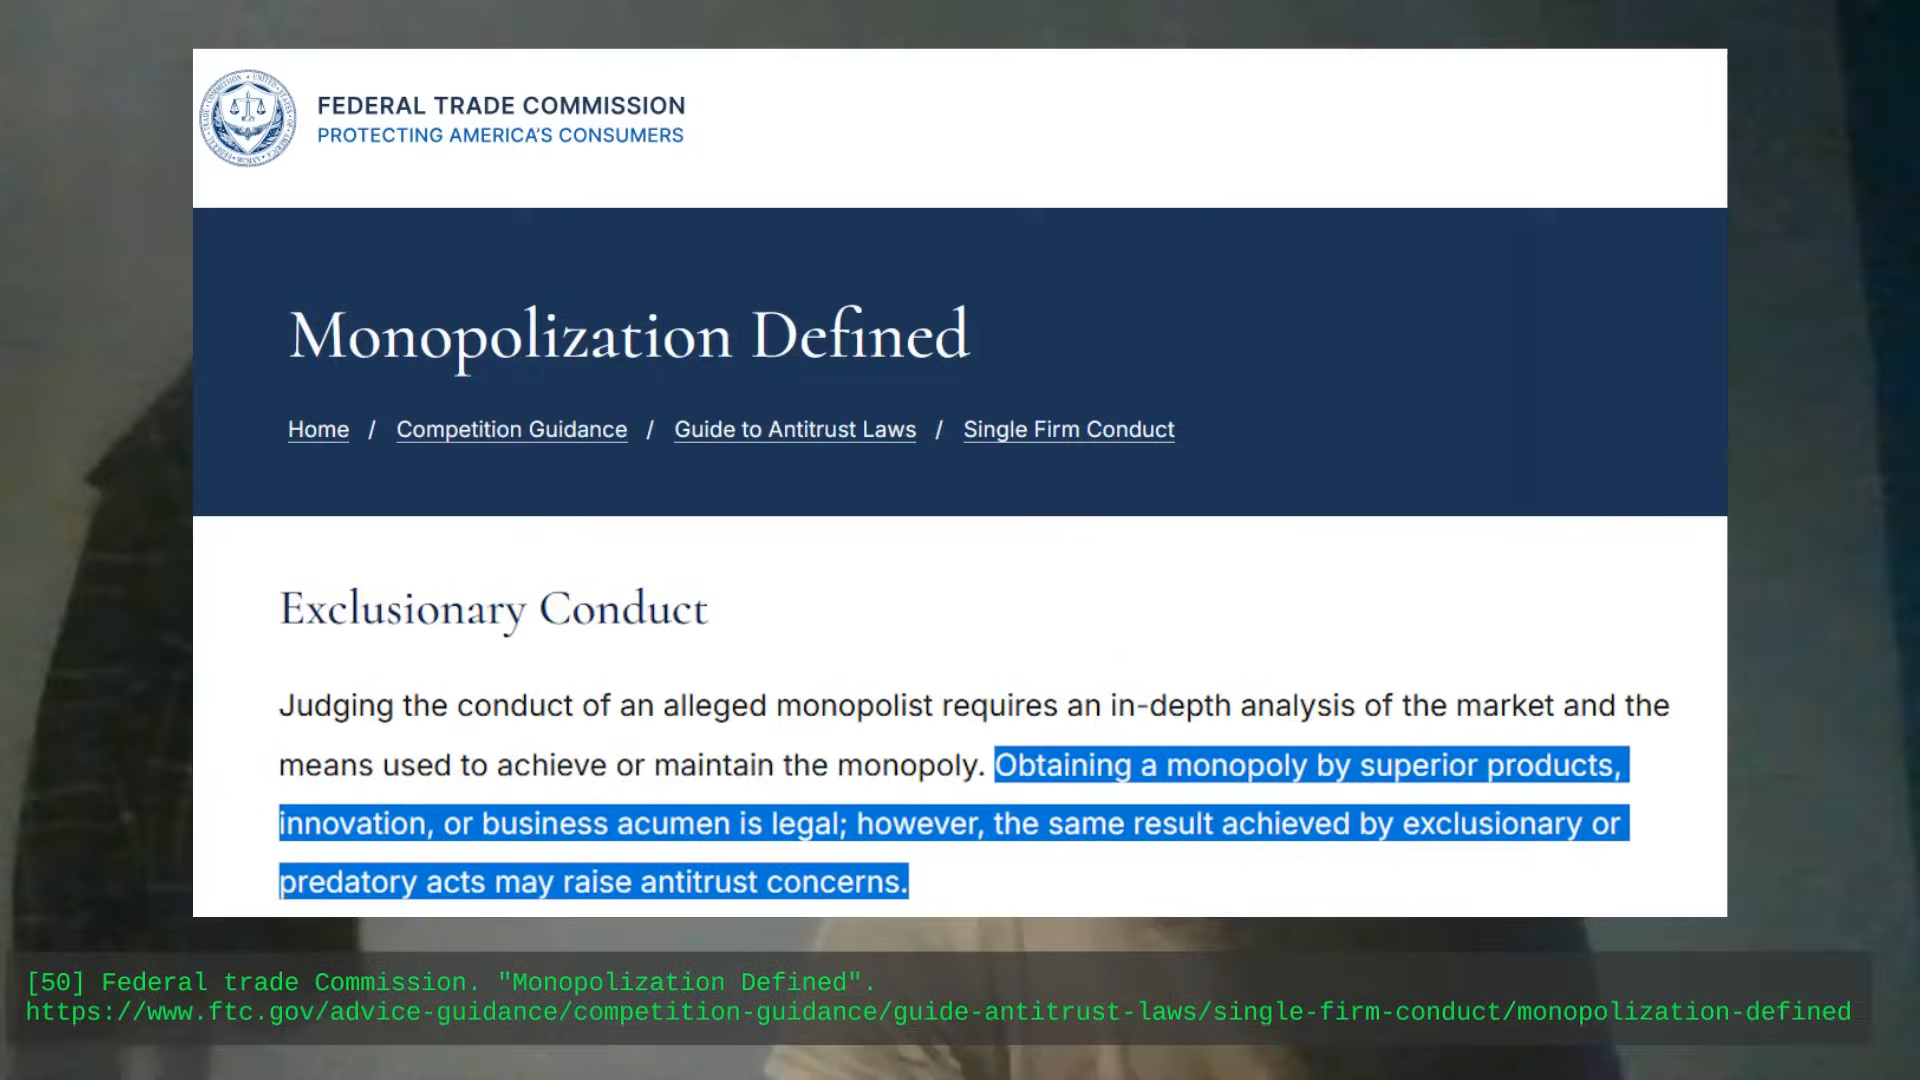 FEDERAL TRADE COMMISSION
PROTECTING AMERICA'S CONSUMERS
Monopolization Defined
Home / Competition Guidance / Guide to Antitrust Laws / Single Firm Conduct
Exclusionary Conduct
Judging the conduct of an alleged monopolist requires an in-depth analysis of the market and the
means used to achieve or maintain the monopoly. Obtaining a monopoly by superior products,
innovation, or business acumen is legal; however, the same result achieved by exclusionary or
predatory acts may raise antitrust concerns.
[50] Federal trade Commission. "Monopolization Defined".
https://www.ftc.gov/advice-guidance/competition-guidance/guide-antitrust-laws/single-firm-conduct/monopolization-defined